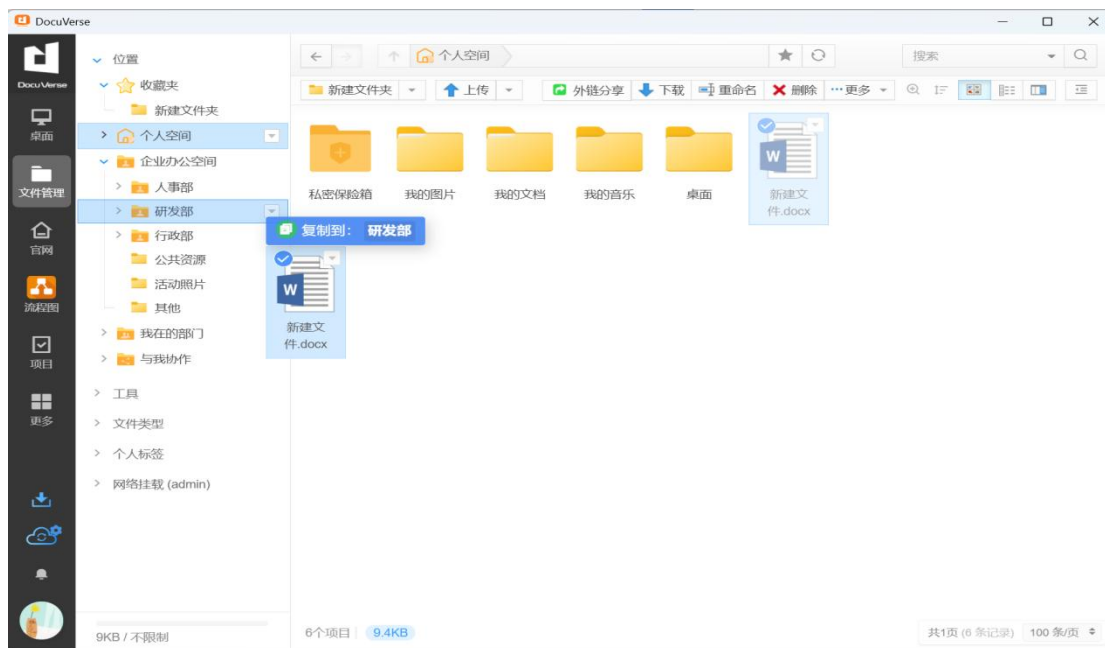 DocuVerse
DocuVerse
桌面
文件管理
官网
流程图
项目
更多
位置
收藏夹
新建文件夹
个人空间
企业办公空间
人事部
研发部
行政部
公共资源
活动照片
其他
我在的部门
与我协作
工具
文件类型
个人标签
网络挂载 (admin)
9KB / 不限制
个人空间
搜索
新建文件夹 上传 外链分享 下载 重命名 删除 ···更多
私密保险箱 我的图片 我的文档 我的音乐 桌面
W
新建文
件.docx
复制到： 研发部
W
新建文
件.docx
6个项目 9.4KB
共1页 (6 条记录) 100 条/页